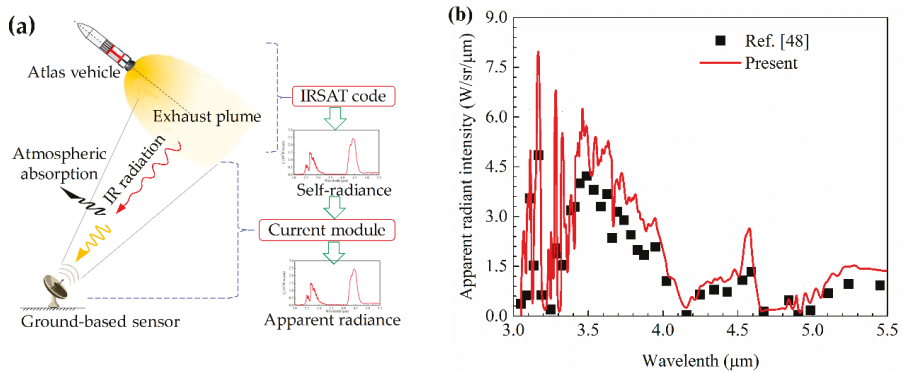 (a)
Atlas vehicle
Exhaust plume
Atmospheric
absorption
IR radiation
Ground-based sensor
IRSAT code
Self-radiance
Current module
Apparent radiance
(b)
Apparent radiant intensity (W/sr/μm)
9.0
7.5
6.0
4.5
3.0
1.5
0.0
Ref. [48]
Present
3.0 3.5 4.0 4.5 5.0 5.5
Wavelenth (μm)